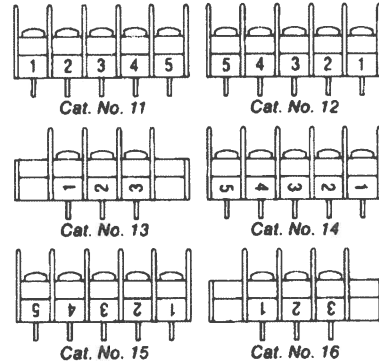 1 2 3 4 5
5 4 3 2 1
Cat. No. 11
Cat. No. 12
1 2 3
5 4 3 2 1
Cat. No. 13
Cat. No. 14
5 4 3 2 1
1 2 3
Cat. No. 15
Cat. No. 16